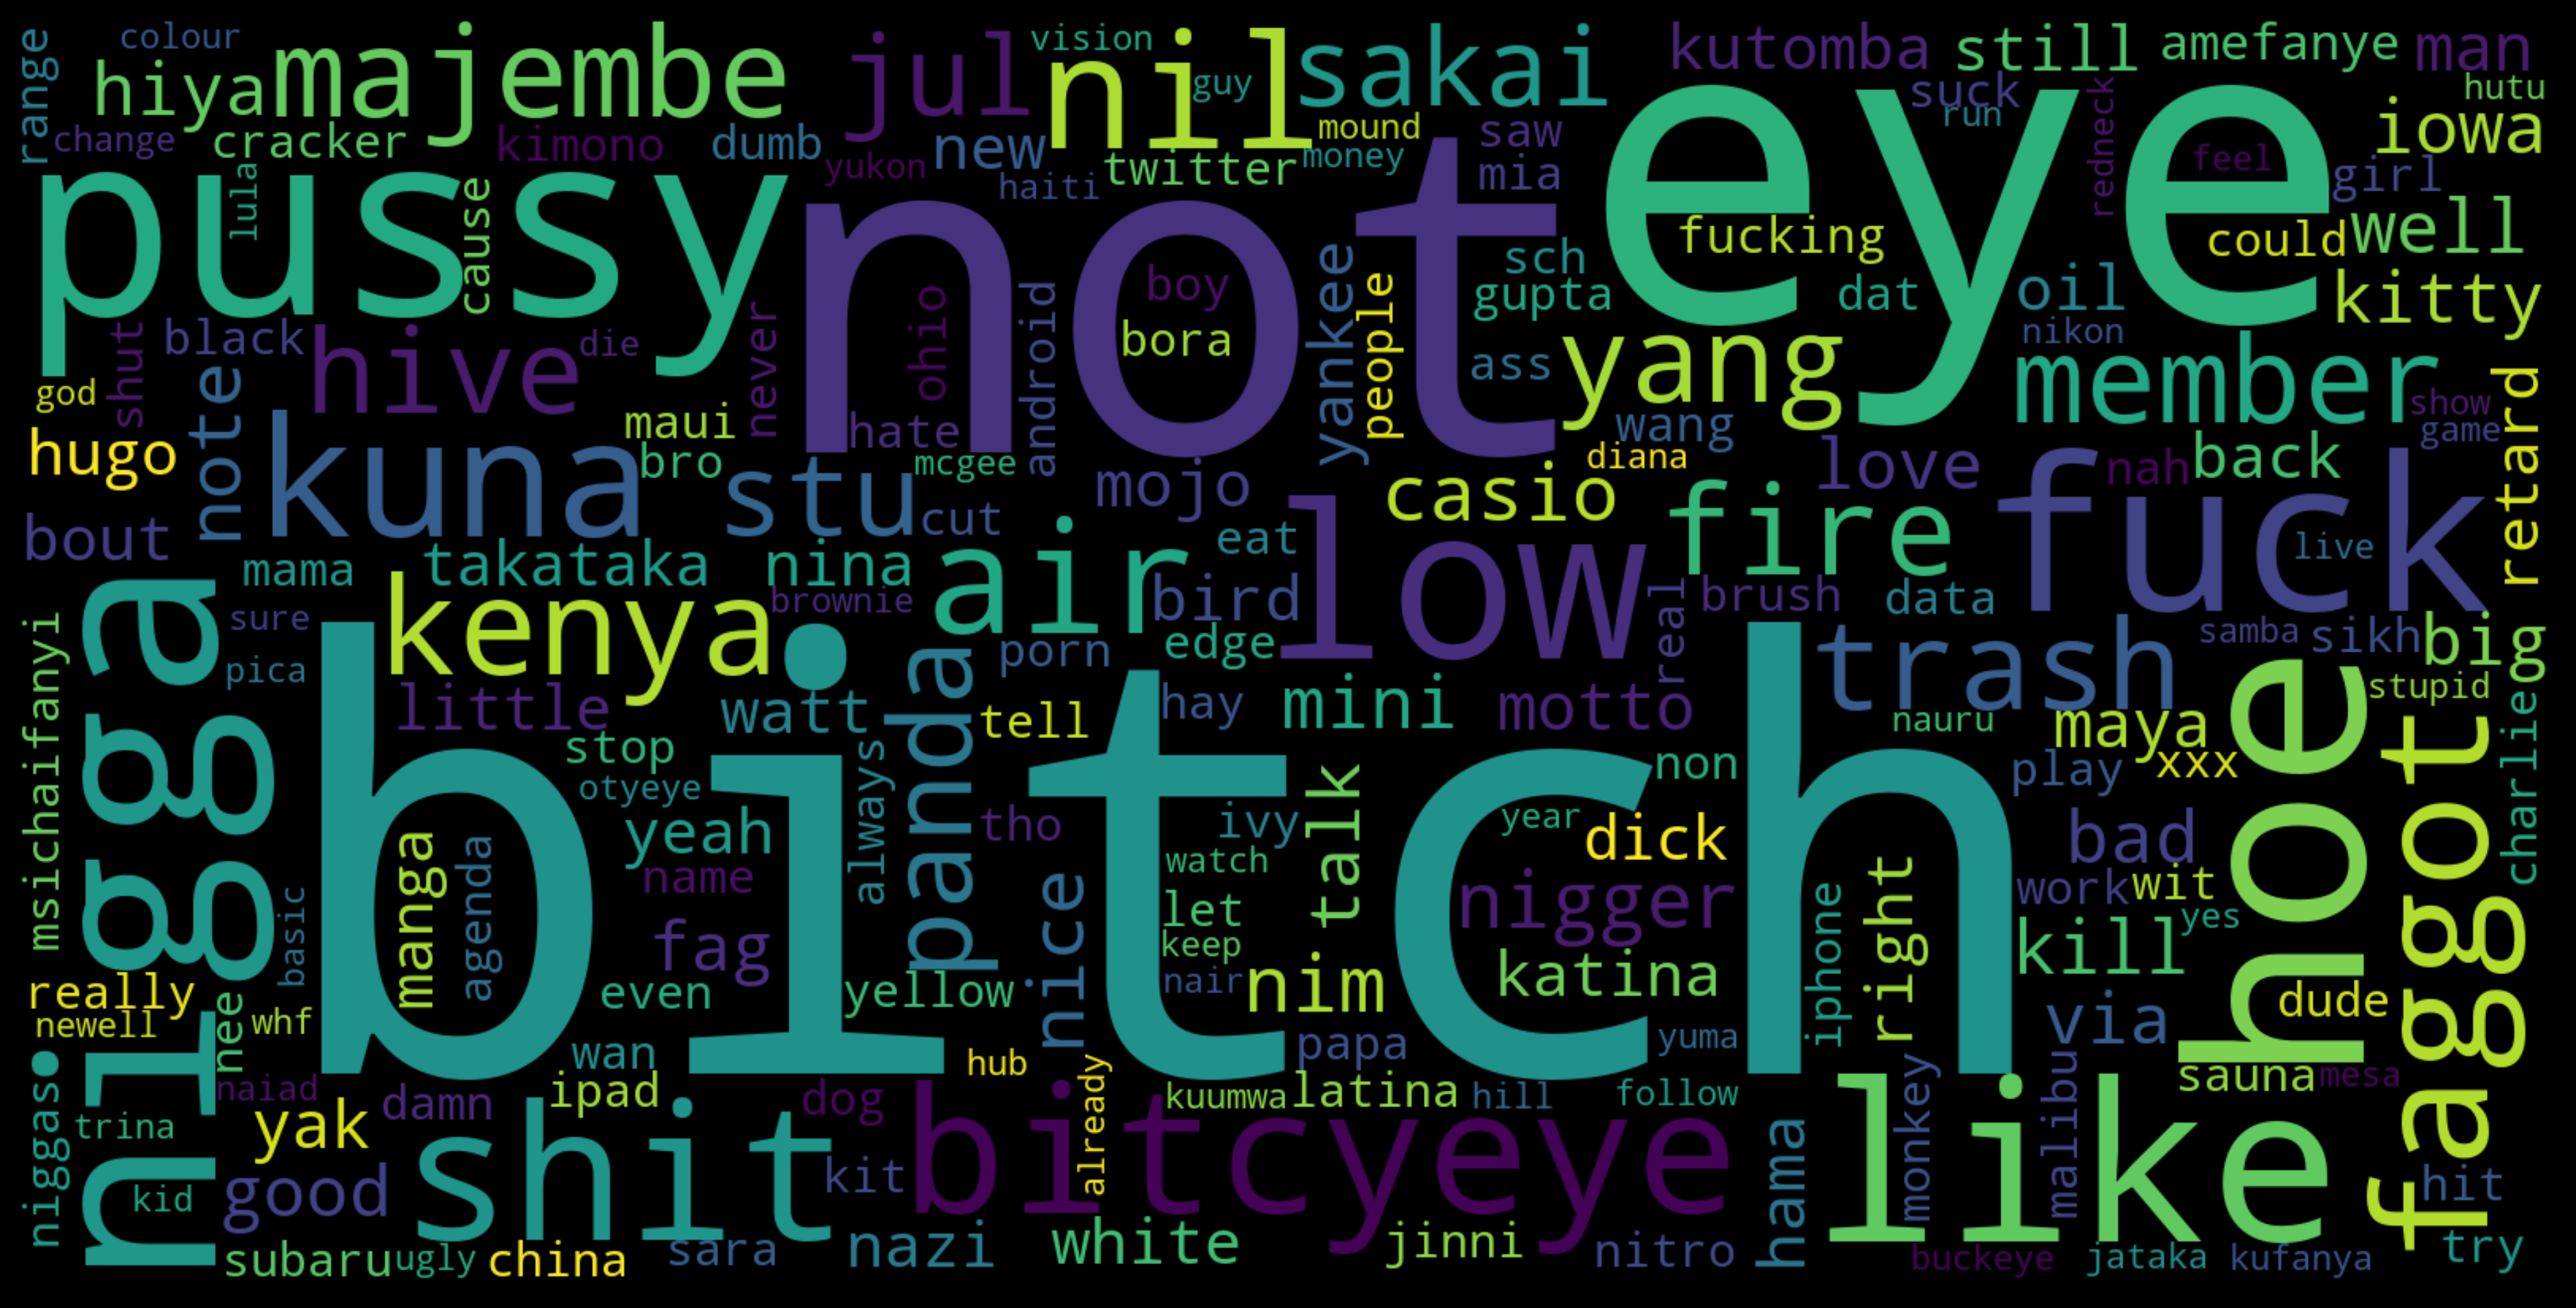 range
colour
hiya
majembe
jul
nil
vision
guy
sakai
kutomba
still
amefanye
man
change
cracker
kimono
dumb
yukon
new
haiti
twitter
mound
money
saw
mia
suck
run
redneck
feel
hutu
iowa
girl
pussy
lula
cause
not
eye
fucking
could
well
kitty
sch
gupta
dat
oil
nikon
boy
bora
yankee
people
ass
yang
member
black
hive
die
never
ohio
android
god
shut
note
hugo
kuna
maui
bro
stu
hate
mcgee
mojo
casio
wang
diana
love
nah
back
show
game
retard
bout
mama
takataka
nina
cut
air
eat
bird
low
fire
fuck
live
brownie
kenya
sure
pica
little
watt
porn
edge
hay
mini
real
brush
data
motto
trash
samba
sikh
big
stupid
msichaifanyi
nigga
bitch
stop
otyeye
always
panda
tell
non
nauru
maya
xxx
play
hoe
charlie
faggot
manga
agenda
yeah
name
fag
tho
nice
ivy
watch
let
keep
nair
talk
year
dick
nigger
katina
iphone
right
bad
work
wit
yes
kill
basic
really
newell
nee
whf
even
yellow
nim
papa
yuma
via
dude
wan
hub
niggas
naiad
trina
yak
damn
ipad
dog
already
kuumwa
latina
hill
follow
monkey
malibu
sauna
mesa
kid
good
shit
kit
bitcyeye
hama
like
hit
subaru
ugly
china
sara
nazi
white
jinni
nitro
buckeye
jataka
kufanya
try